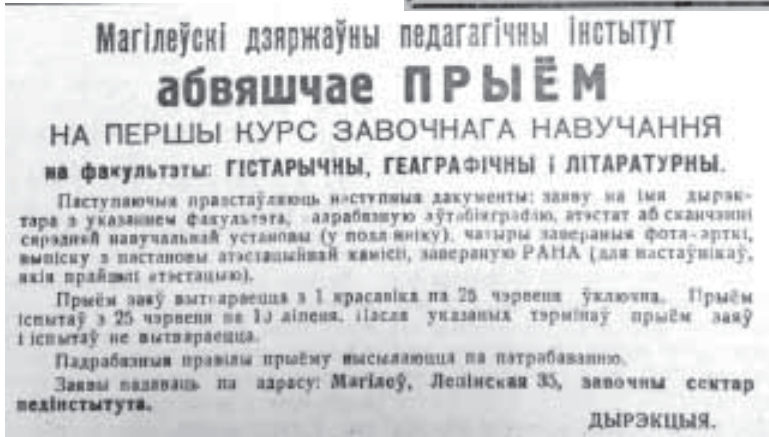 Магілеўскі дзяржаўны педагагічны інстытут
абвяшчае ПРЫЁМ
НА ПЕРШЫ КУРС ЗАВОЧНАГА НАВУЧАННЯ
на факультэты: ГІСТАРЫЧНЫ, ГЕАГРАФІЧНЫ і ЛІТАРАТУРНЫ.
Паступаючыя прадстаўляюць наступныя дакументы: заяву на імя дырэк-
тара з указаннем факультэта, падрабязную аўтабіяграфію, атэстат аб сканчэнні
сярэдняй навучальнай установы (у подлінніку), чатыры завераныя фота-карткі,
выпіску з пастановы атэстацыйнай камісіі, завераную РАНА (для настаўнікаў,
якія прайшлі атэстацыю).
Прыём заяў вытвараецца з 1 красавіка па 25 чэрвеня ўключна. Прыём
іспытаў з 25 чэрвеня па ліпеня. Пасля указаных тэрмінаў прыём заяў
і іспытаў не вытвараецца.
Падрабязныя правілы прыёму высылаюцца па патрабаванню.
Заявы падаваць па адрасу: Магілеў, Ленінская 35, завочны сектар
педінстытута.
ДЫРЭКЦЫЯ.